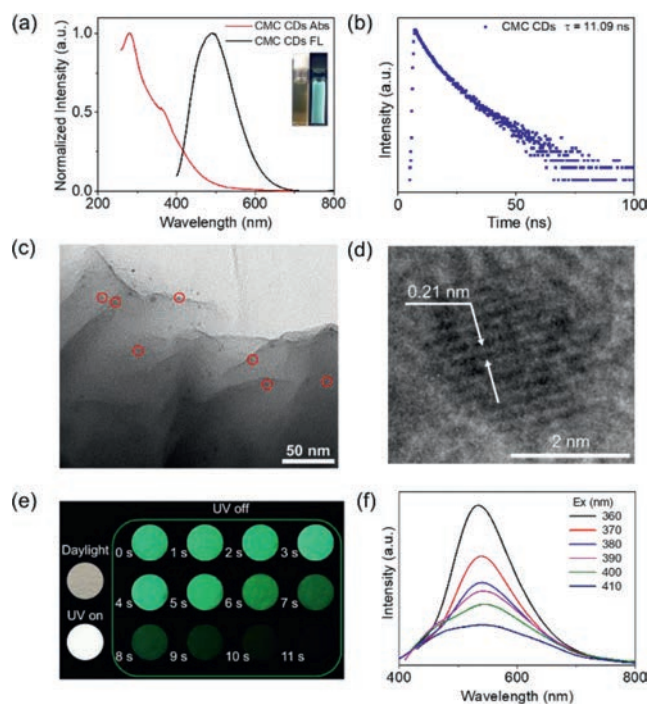 (a)
CMC CDs Abs
CMC CDs FL
Normalized Intensity (a.u.)
1.0
0.5
0.0
200 400 600 800
Wavelength (nm)
(b)
CMC CDs τ = 11.09 ns
Intensity (a.u.)
0 50 100
Time (ns)
(c)
50 nm
(d)
0.21 nm
2 nm
(e)
UV off
Daylight
UV on
0 s 1 s 2 s 3 s
4 s 5 s 6 s 7 s
8 s 9 s 10 s 11 s
(f)
Ex (nm)
360
370
380
390
400
410
Intensity (a.u.)
400 600 800
Wavelength (nm)